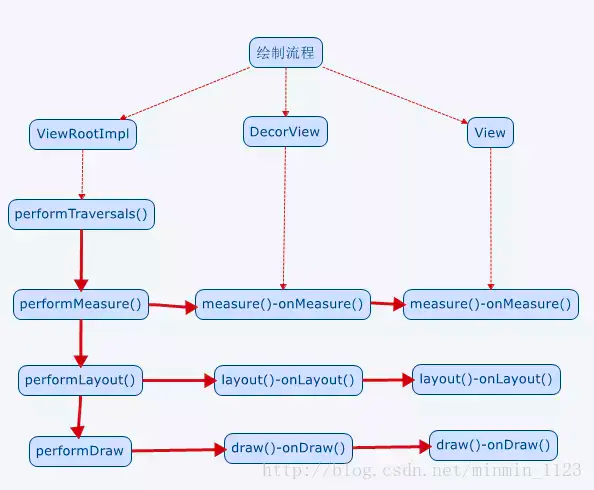 绘制流程
ViewRootImpl
DecorView
View
performTraversals()
performMeasure()
measure()-onMeasure()
measure()-onMeasure()
performLayout()
layout()-onLayout()
layout()-onLayout()
performDraw
draw()-onDraw()
draw()-onDraw()
http://blog.csdn.net/minmin_1123